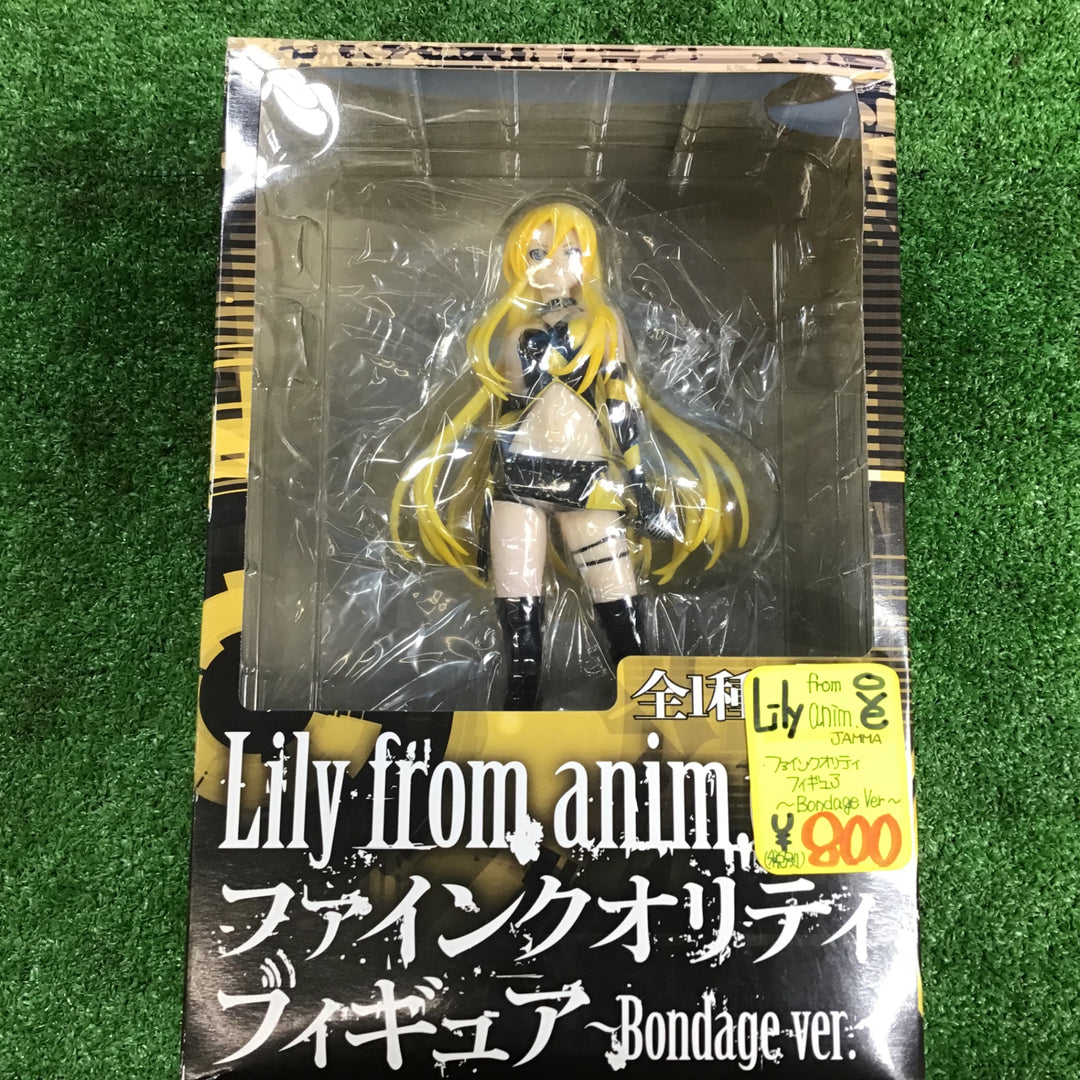 全1種
Lily from anim.
ファインクオリティ
フィギュア ~Bondage ver.
Lily from
anim.
JAMMA
ファインクオリティ
フィギュア
~Bondage Ver~
¥800
(税別)